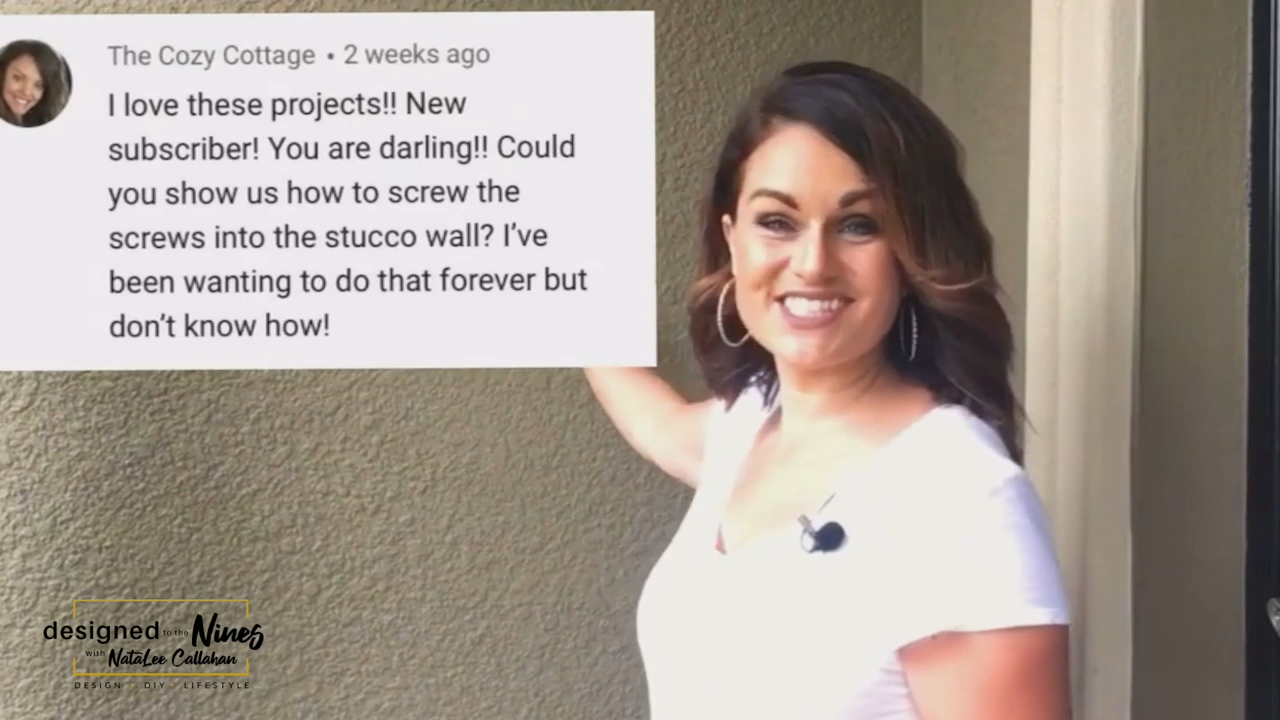 The Cozy Cottage • 2 weeks ago
I love these projects!! New
subscriber! You are darling!! Could
you show us how to screw the
screws into the stucco wall? I've
been wanting to do that forever but
don't know how!
designed to the Nines
with NataLee Callahan
DESIGN DIY LIFESTYLE